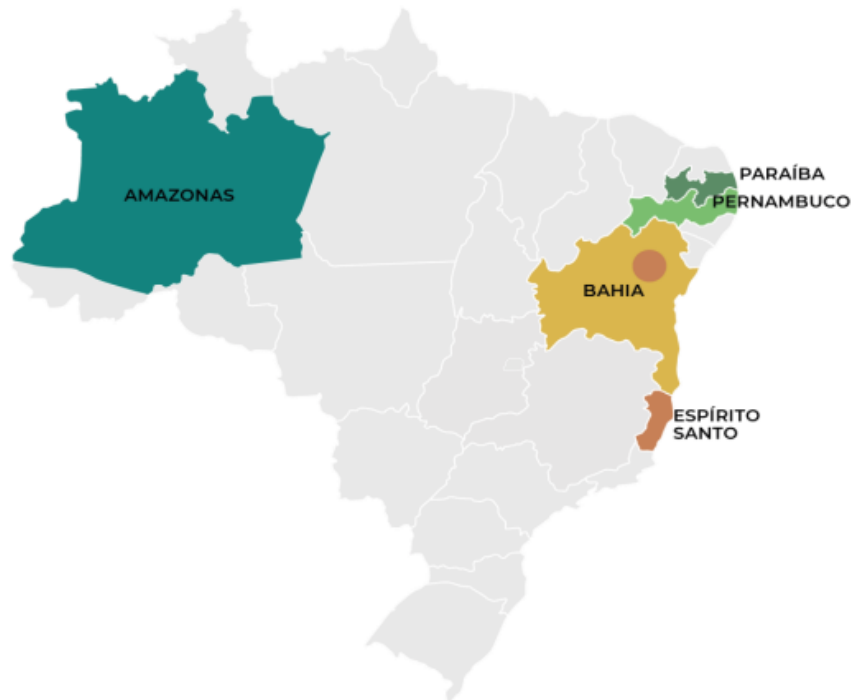 PARAÍBA
AMAZONAS
PERNAMBUCO
BAHIA
ESPÍRITO
SANTO